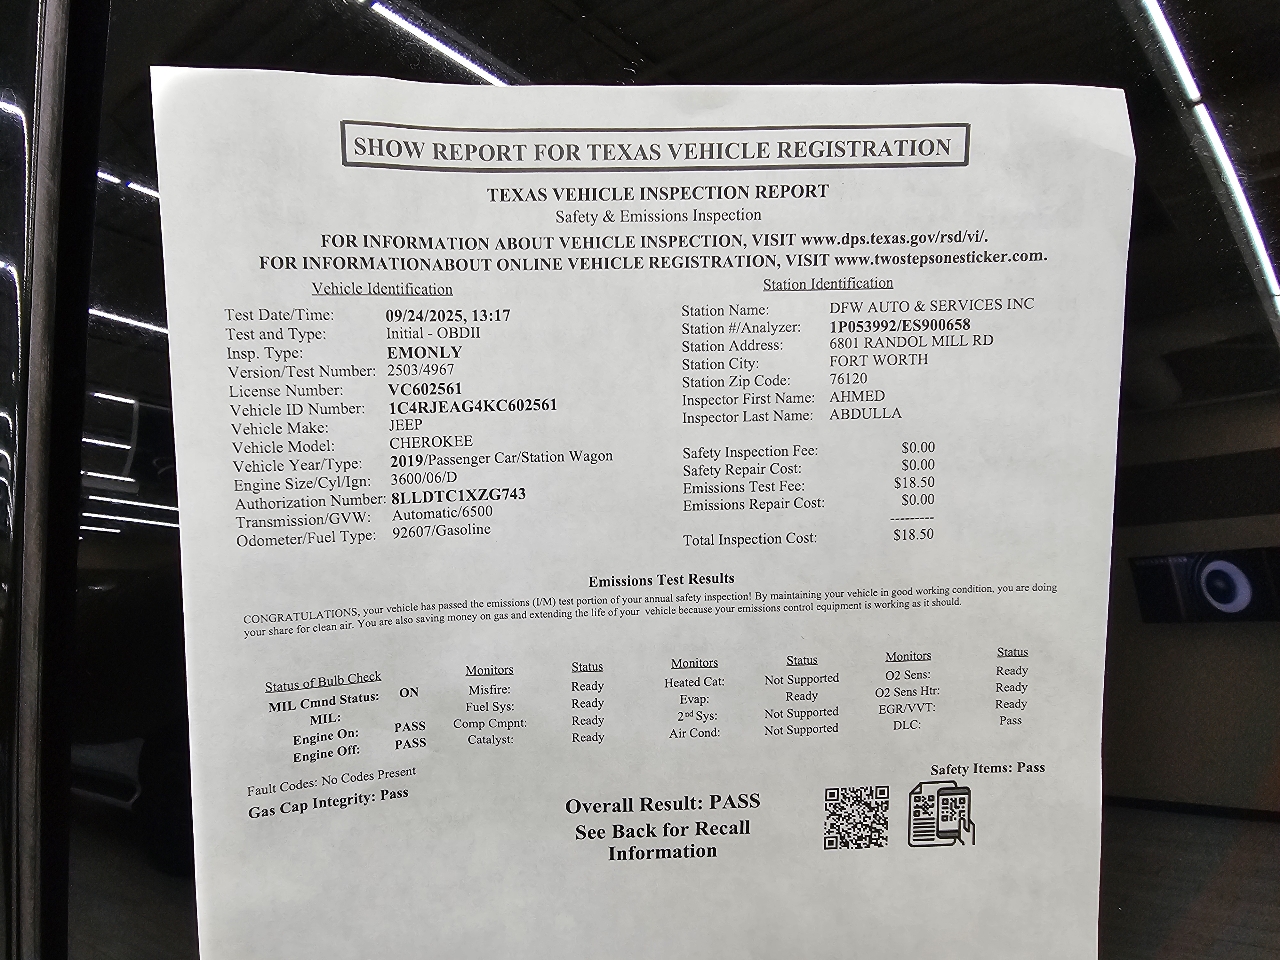 SHOW REPORT FOR TEXAS VEHICLE REGISTRATION
TEXAS VEHICLE INSPECTION REPORT
Safety & Emissions Inspection
FOR INFORMATION ABOUT VEHICLE INSPECTION, VISIT www.dps.texas.gov/rsd/vi/.
FOR INFORMATIONABOUT ONLINE VEHICLE REGISTRATION, VISIT www.twostepsonesticker.com.
Vehicle Identification
Test Date/Time: 09/24/2025, 13:17
Test and Type: Initial - OBDII
Insp. Type: EMONLY
Version/Test Number: 2503/4967
License Number: VC602561
Vehicle ID Number: 1C4RJEAG4KC602561
Vehicle Make: JEEP
Vehicle Model: CHEROKEE
Vehicle Year/Type: 2019/Passenger Car/Station Wagon
Engine Size/Cyl/Ign: 3600/06/D
Authorization Number: 8LLDTC1XZG743
Transmission/GVW: Automatic/6500
Odometer/Fuel Type: 92607/Gasoline
Station Identification
Station Name: DFW AUTO & SERVICES INC
Station #/Analyzer: 1P053992/ES900658
Station Address: 6801 RANDOL MILL RD
Station City: FORT WORTH
Station Zip Code: 76120
Inspector First Name: AHMED
Inspector Last Name: ABDULLA
Safety Inspection Fee: $0.00
Safety Repair Cost: $0.00
Emissions Test Fee: $18.50
Emissions Repair Cost: $0.00
---------
Total Inspection Cost: $18.50
Emissions Test Results
CONGRATULATIONS, your vehicle has passed the emissions (I/M) test portion of your annual safety inspection! By maintaining your vehicle in good working condition, you are doing
your share for clean air. You are also saving money on gas and extending the life of your vehicle because your emissions control equipment is working as it should.
Status of Bulb Check
MIL Cmnd Status: ON
MIL:
Engine On: PASS
Engine Off: PASS
Monitors Status
Misfire: Ready
Fuel Sys: Ready
Comp Cmpnt: Ready
Catalyst: Ready
Monitors Status
Heated Cat: Not Supported
Evap: Ready
2nd Sys: Not Supported
Air Cond: Not Supported
Monitors Status
O2 Sens: Ready
O2 Sens Htr: Ready
EGR/VVT: Ready
DLC: Pass
Fault Codes: No Codes Present
Gas Cap Integrity: Pass
Safety Items: Pass
Overall Result: PASS
See Back for Recall
Information